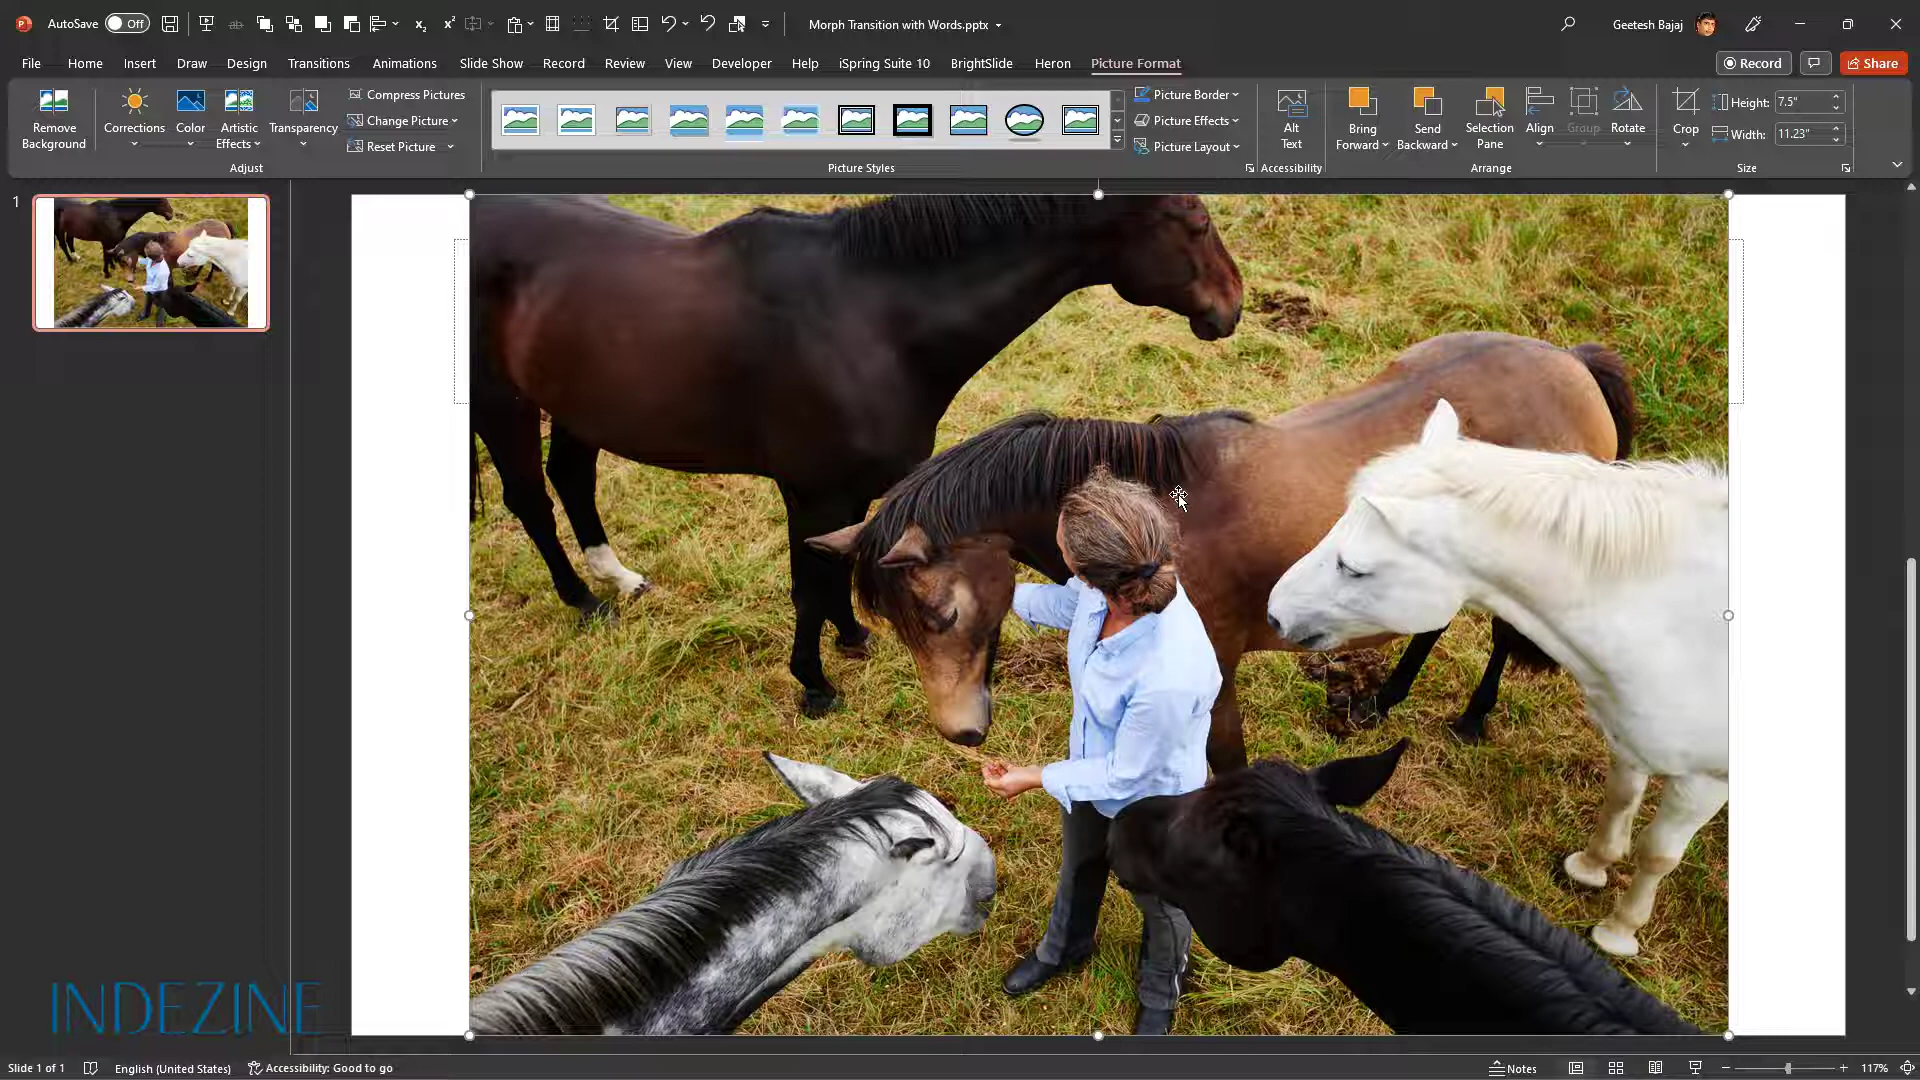 AutoSave Off
Morph Transition with Words.pptx
Geetesh Bajaj
File Home Insert Draw Design Transitions Animations Slide Show Record Review View Developer Help iSpring Suite 10 BrightSlide Heron Picture Format
Record
Share
Remove Background
Corrections
Color
Artistic Effects
Transparency
Compress Pictures
Change Picture
Reset Picture
Adjust
Picture Styles
Picture Border
Picture Effects
Picture Layout
Alt Text
Accessibility
Bring Forward
Send Backward
Selection Pane
Align
Group
Rotate
Arrange
Crop
Height: 7.5"
Width: 11.23"
Size
1
INDEZINE
Slide 1 of 1
English (United States)
Accessibility: Good to go
Notes
117%